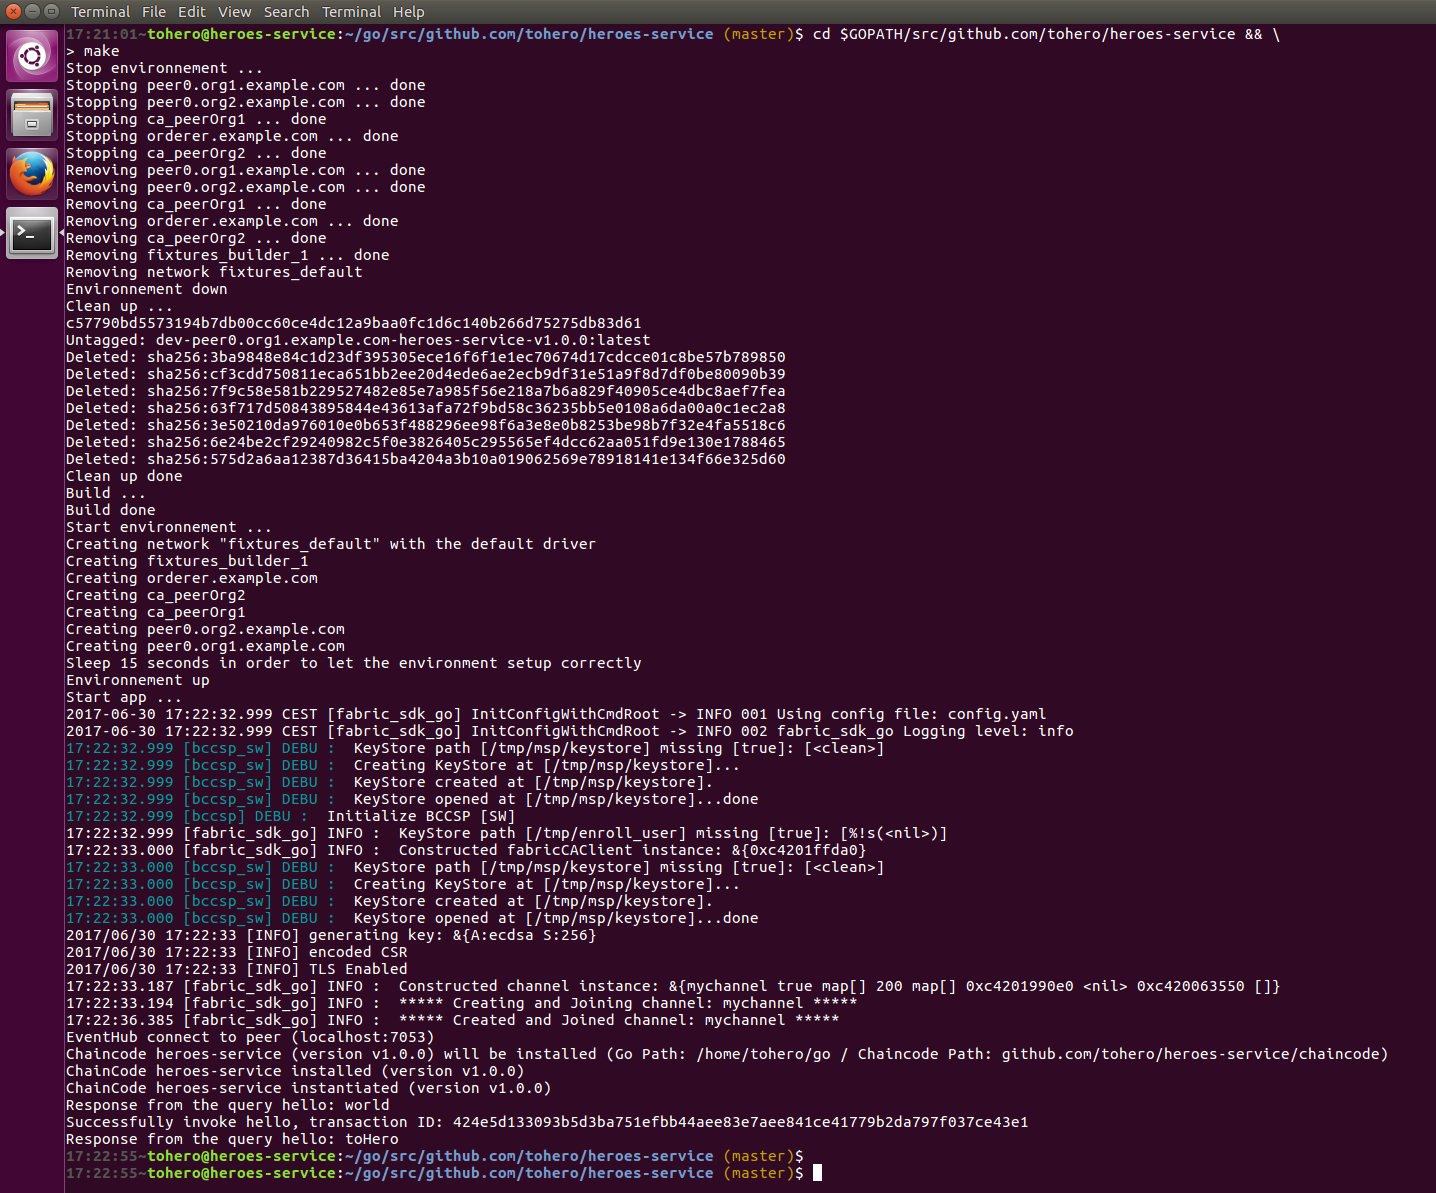 Terminal File Edit View Search Terminal Help
17:21:01~tohero@heroes-service:~/go/src/github.com/tohero/heroes-service (master)$ cd $GOPATH/src/github.com/tohero/heroes-service && \
> make
Stop environnement ...
Stopping peer0.org1.example.com ... done
Stopping peer0.org2.example.com ... done
Stopping ca_peerOrg1 ... done
Stopping orderer.example.com ... done
Stopping ca_peerOrg2 ... done
Removing peer0.org1.example.com ... done
Removing peer0.org2.example.com ... done
Removing ca_peerOrg1 ... done
Removing orderer.example.com ... done
Removing ca_peerOrg2 ... done
Removing fixtures_builder_1 ... done
Removing network fixtures_default
Environnement down
Clean up ...
c57790bd5573194b7db00cc60ce4dc12a9baa0fc1d6c140b266d75275db83d61
Untagged: dev-peer0.org1.example.com-heroes-service-v1.0.0:latest
Deleted: sha256:3ba9848e84c1d23df395305ece16f6f1e1ec70674d17cdcce01c8be57b789850
Deleted: sha256:cf3cdd750811eca651bb2ee20d4ede6ae2ecb9df31e51a9f8d7df0be80090b39
Deleted: sha256:7f9c58e581b229527482e85e7a985f56e218a7b6a829f40905ce4dbc8aef7fea
Deleted: sha256:63f717d50843895844e43613afa72f9bd58c36235bb5e0108a6da00a0c1ec2a8
Deleted: sha256:3e50210da976010e0b653f488296ee98f6a3e8e0b8253be98b7f32e4fa5518c6
Deleted: sha256:6e24be2cf29240982c5f0e3826405c295565ef4dcc62aa051fd9e130e1788465
Deleted: sha256:575d2a6aa12387d36415ba4204a3b10a019062569e78918141e134f66e325d60
Clean up done
Build ...
Build done
Start environnement ...
Creating network "fixtures_default" with the default driver
Creating fixtures_builder_1
Creating orderer.example.com
Creating ca_peerOrg2
Creating ca_peerOrg1
Creating peer0.org2.example.com
Creating peer0.org1.example.com
Sleep 15 seconds in order to let the environment setup correctly
Environnement up
Start app ...
2017-06-30 17:22:32.999 CEST [fabric_sdk_go] InitConfigWithCmdRoot -> INFO 001 Using config file: config.yaml
2017-06-30 17:22:32.999 CEST [fabric_sdk_go] InitConfigWithCmdRoot -> INFO 002 fabric_sdk_go Logging level: info
17:22:32.999 [bccsp_sw] DEBU :  KeyStore path [/tmp/msp/keystore] missing [true]: [<clean>]
17:22:32.999 [bccsp_sw] DEBU :  Creating KeyStore at [/tmp/msp/keystore]...
17:22:32.999 [bccsp_sw] DEBU :  KeyStore created at [/tmp/msp/keystore].
17:22:32.999 [bccsp_sw] DEBU :  KeyStore opened at [/tmp/msp/keystore]...done
17:22:32.999 [bccsp] DEBU :  Initialize BCCSP [SW]
17:22:32.999 [fabric_sdk_go] INFO :  KeyStore path [/tmp/enroll_user] missing [true]: [%!s(<nil>)]
17:22:33.000 [fabric_sdk_go] INFO :  Constructed fabricCAClient instance: &{0xc4201ffda0}
17:22:33.000 [bccsp_sw] DEBU :  KeyStore path [/tmp/msp/keystore] missing [true]: [<clean>]
17:22:33.000 [bccsp_sw] DEBU :  Creating KeyStore at [/tmp/msp/keystore]...
17:22:33.000 [bccsp_sw] DEBU :  KeyStore created at [/tmp/msp/keystore].
17:22:33.000 [bccsp_sw] DEBU :  KeyStore opened at [/tmp/msp/keystore]...done
2017/06/30 17:22:33 [INFO] generating key: &{A:ecdsa S:256}
2017/06/30 17:22:33 [INFO] encoded CSR
2017/06/30 17:22:33 [INFO] TLS Enabled
17:22:33.187 [fabric_sdk_go] INFO :  Constructed channel instance: &{mychannel true map[] 200 map[] 0xc4201990e0 <nil> 0xc420063550 []}
17:22:33.194 [fabric_sdk_go] INFO :  ***** Creating and Joining channel: mychannel *****
17:22:36.385 [fabric_sdk_go] INFO :  ***** Created and Joined channel: mychannel *****
EventHub connect to peer (localhost:7053)
Chaincode heroes-service (version v1.0.0) will be installed (Go Path: /home/tohero/go / Chaincode Path: github.com/tohero/heroes-service/chaincode)
ChainCode heroes-service installed (version v1.0.0)
ChainCode heroes-service instantiated (version v1.0.0)
Response from the query hello: world
Successfully invoke hello, transaction ID: 424e5d133093b5d3ba751efbb44aee83e7aee841ce41779b2da797f037ce43e1
Response from the query hello: toHero
17:22:55~tohero@heroes-service:~/go/src/github.com/tohero/heroes-service (master)$
17:22:55~tohero@heroes-service:~/go/src/github.com/tohero/heroes-service (master)$